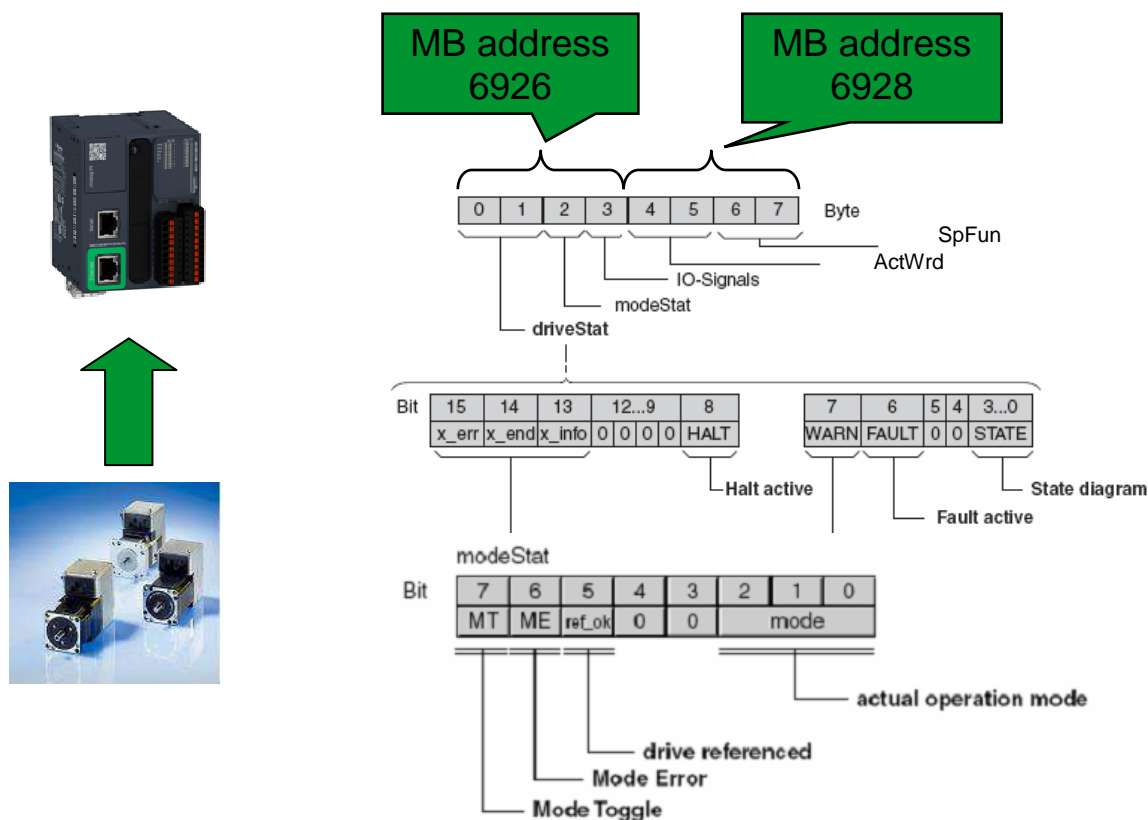 MB address
6926
MB address
6928
0 1 2 3 4 5 6 7 Byte
SpFun
ActWrd
IO-Signals
modeStat
driveStat
Bit 15 14 13 12...9 8 7 6 5 4 3...0
x_err x_end x_info 0 0 0 0 HALT WARN FAULT 0 0 STATE
Halt active
State diagram
Fault active
modeStat
Bit 7 6 5 4 3 2 1 0
MT ME ref_ok 0 0 mode
actual operation mode
drive referenced
Mode Error
Mode Toggle